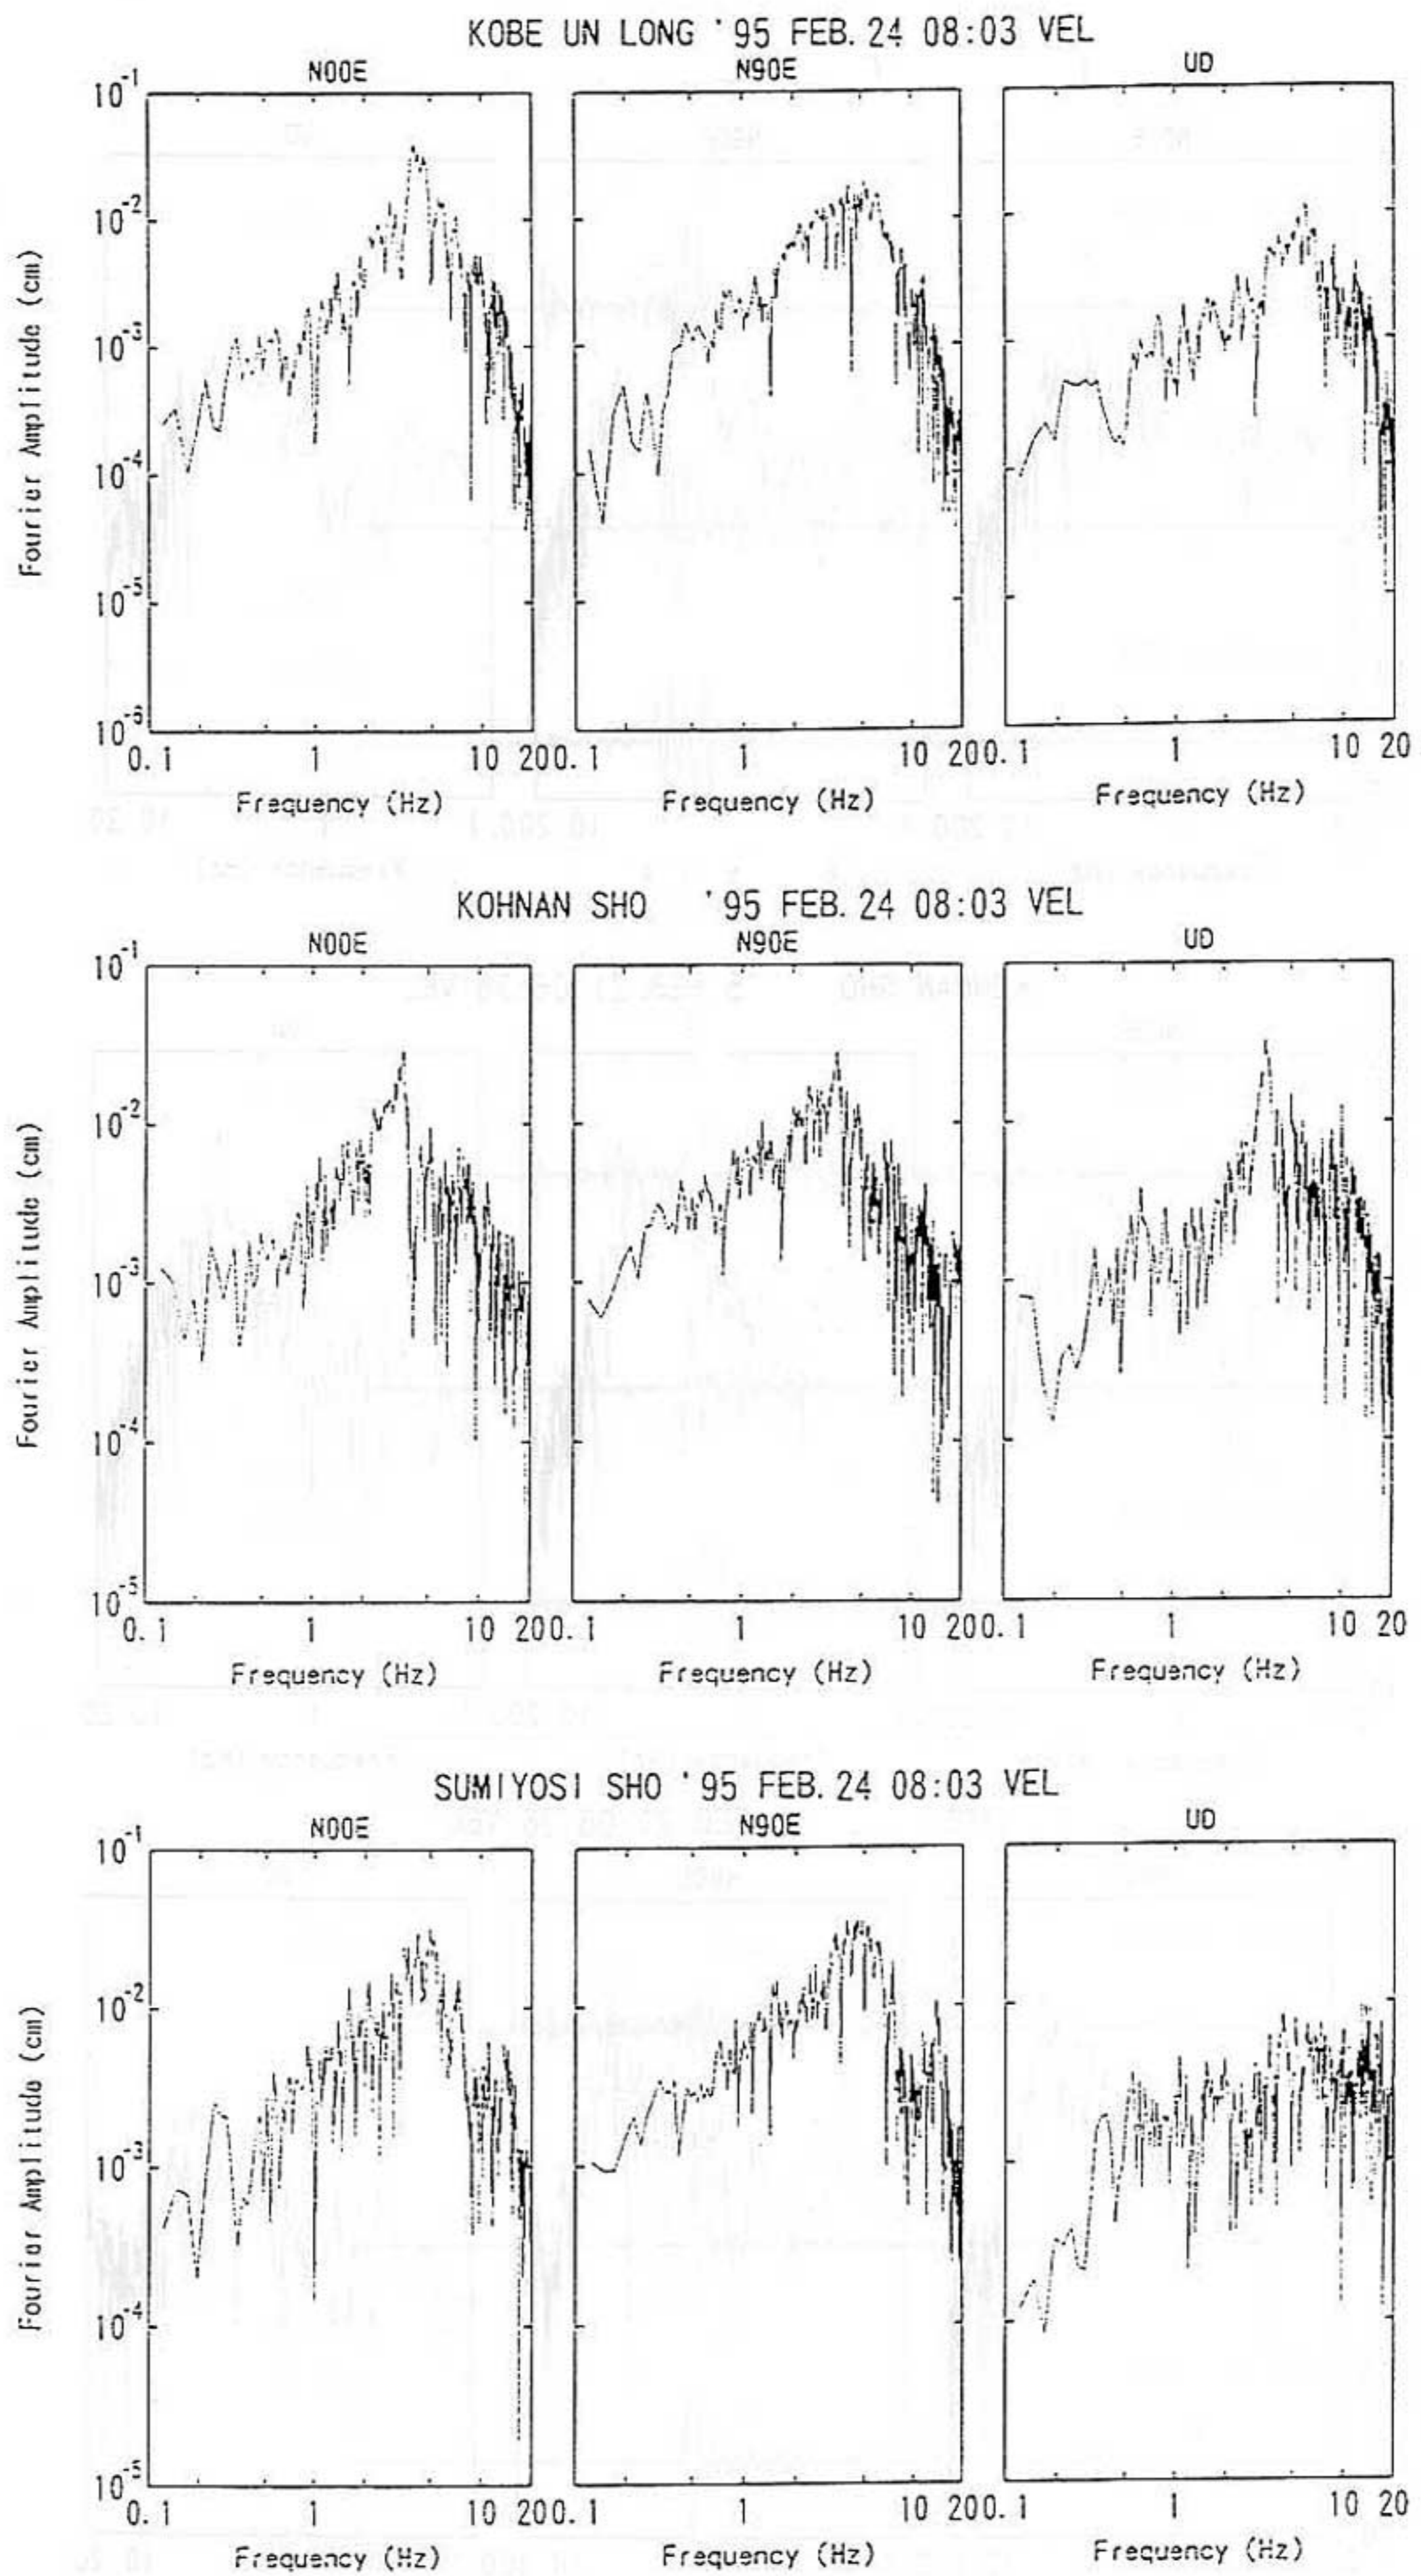 KOBE UN LONG '95 FEB. 24 08:03 VEL
N00E N90E UD
10-1
10-2
10-3
10-4
10-5
10-6
Fourier Amplitude (cm)
0.1 1 10 200.1 1 10 200.1 1 10 20
Frequency (Hz) Frequency (Hz) Frequency (Hz)
KOHNAN SHO '95 FEB. 24 08:03 VEL
N00E N90E UD
10-1
10-2
10-3
10-4
10-5
Fourier Amplitude (cm)
0.1 1 10 200.1 1 10 200.1 1 10 20
Frequency (Hz) Frequency (Hz) Frequency (Hz)
SUMIYOSI SHO '95 FEB. 24 08:03 VEL
N00E N90E UD
10-1
10-2
10-3
10-4
10-5
Fourier Amplitude (cm)
0.1 1 10 200.1 1 10 200.1 1 10 20
Frequency (Hz) Frequency (Hz) Frequency (Hz)